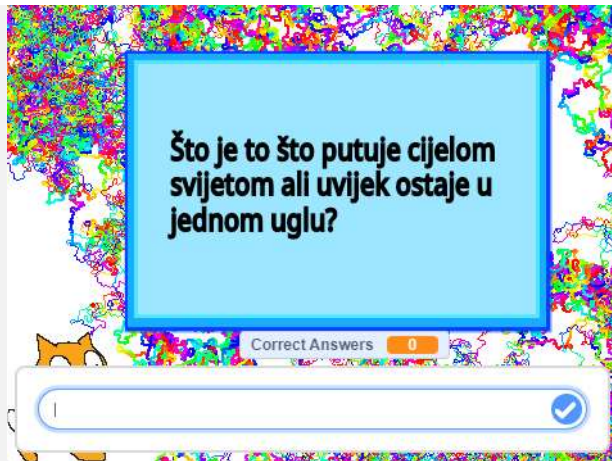 Što je to što putuje cijelom
svijetom ali uvijek ostaje u
jednom uglu?
Correct Answers 0